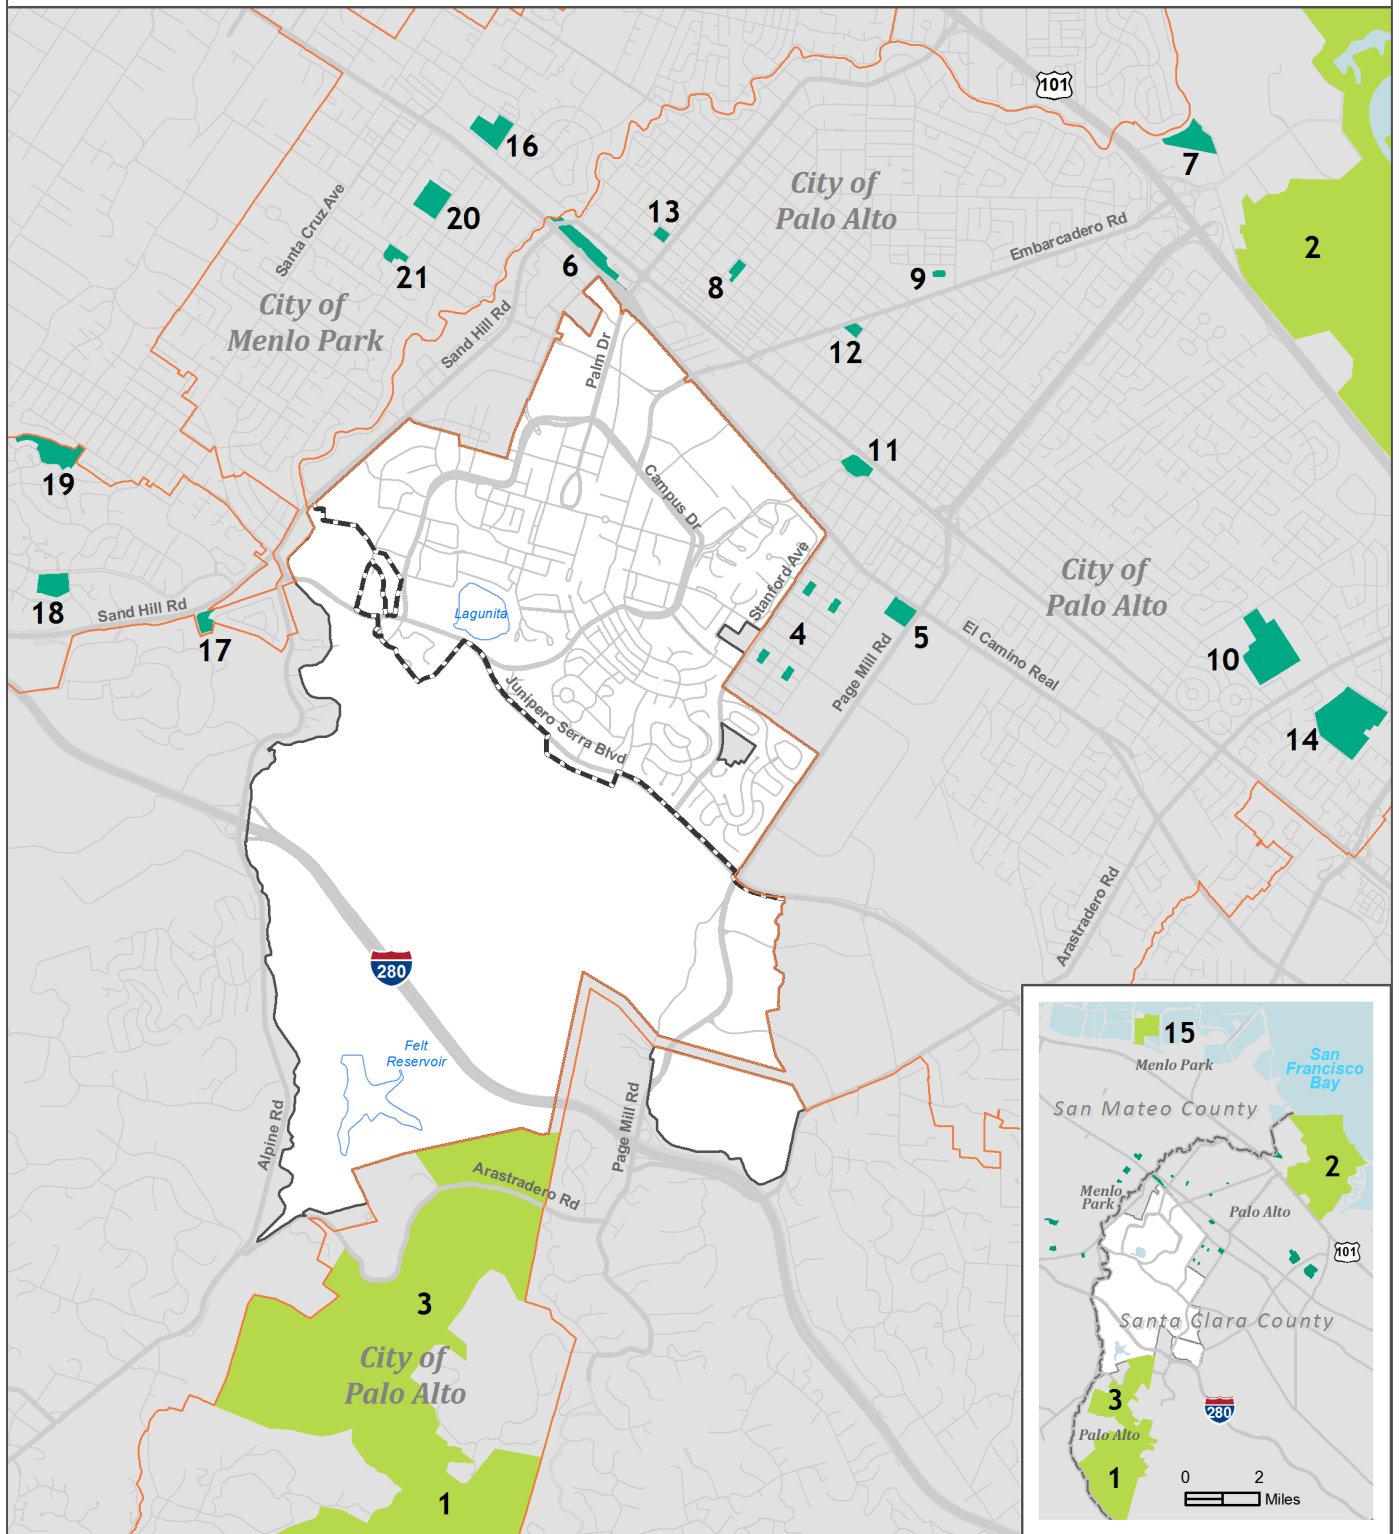 101
16
7
20
Santa Cruz Ave
13
City of
Palo Alto
Embarcadero Rd
2
6
21
8
9
City of
Menlo Park
Sand Hill Rd
Palm Dr
12
11
19
Campus Dr
Stanford Ave
18
Sand Hill Rd
17
Lagunita
4
5
City of
Palo Alto
El Camino Real
10
Page Mill Rd
Junipero Serra Blvd
14
Arastradero Rd
280
Felt
Reservoir
Alpine Rd
Page Mill Rd
Arastradero Rd
3
City of
Palo Alto
1
15
Menlo Park
San
Francisco
Bay
San Mateo County
2
Menlo
Park
Palo Alto
101
Santa Clara County
3
280
Palo Alto
1
0 2
Miles